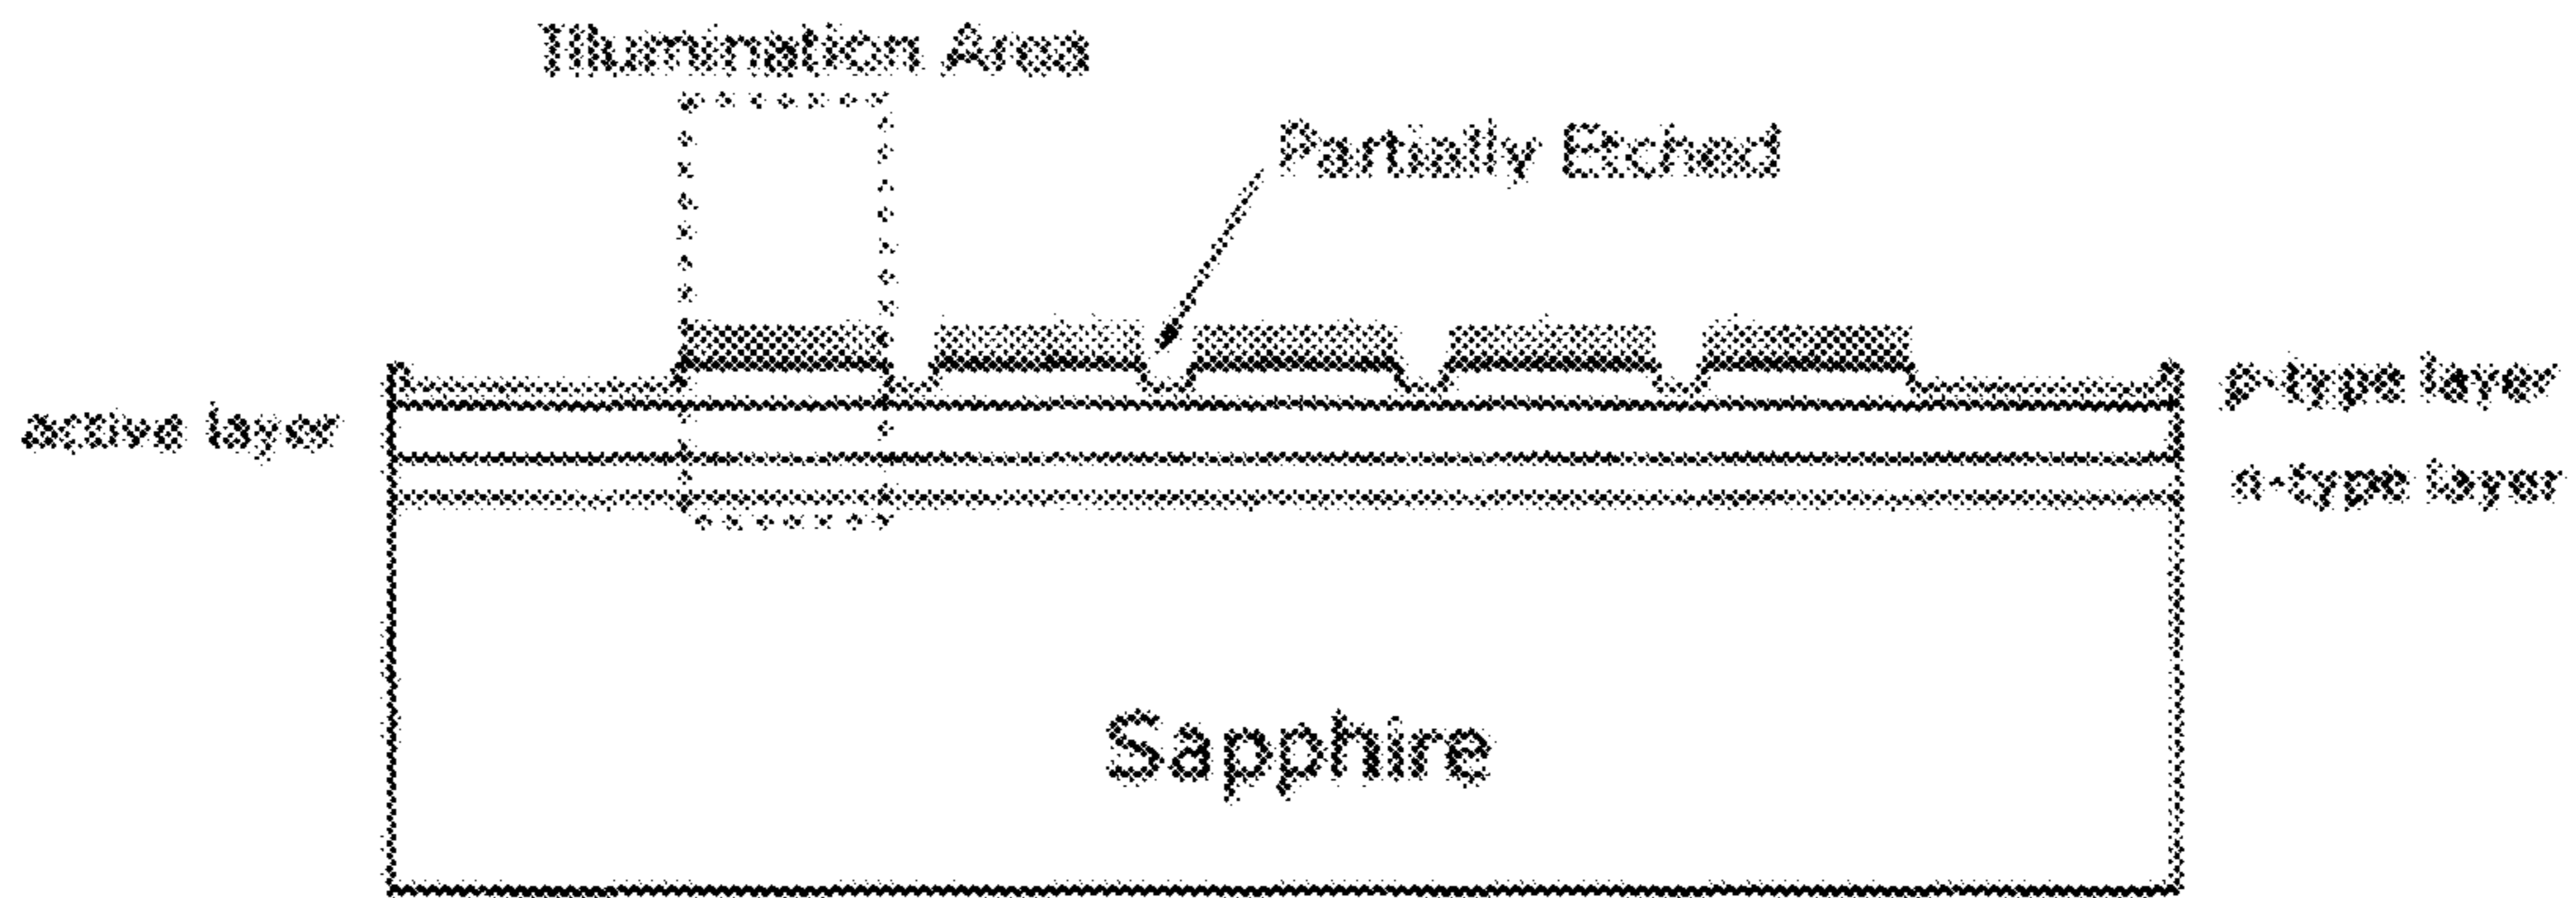 Illumination Area
Partially Etched
p-type layer
active layer
n-type layer
Sapphire